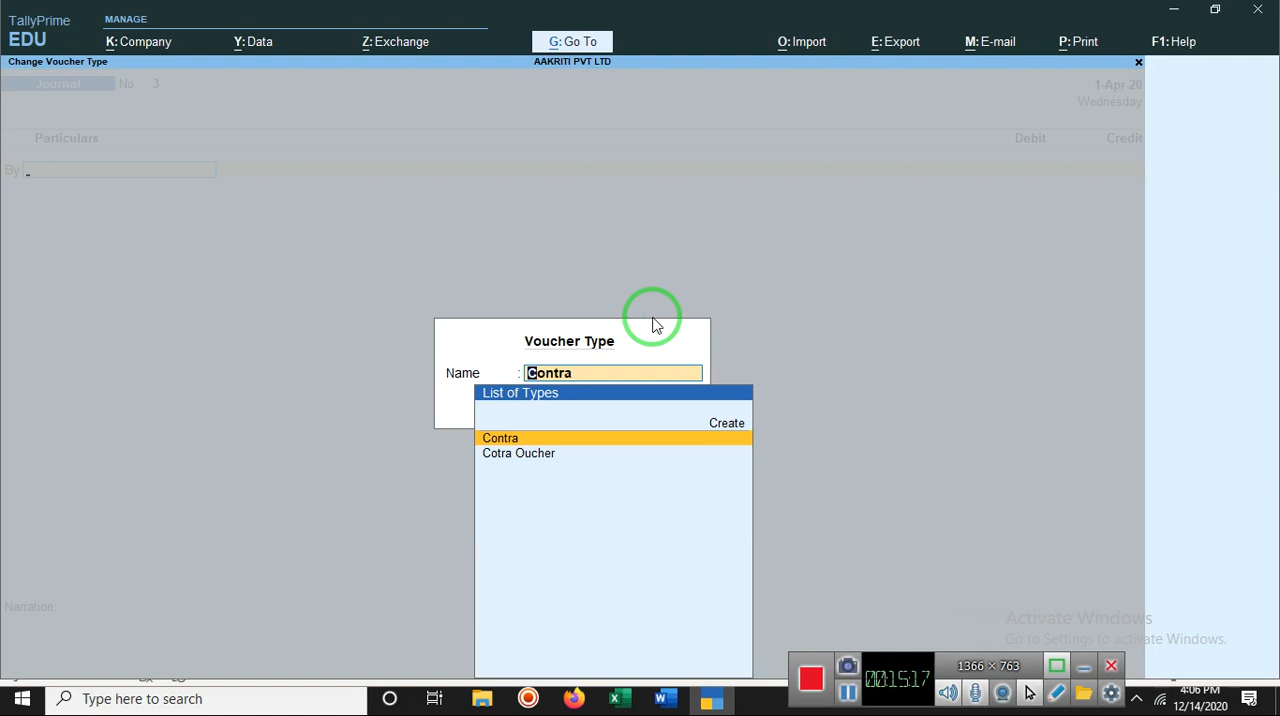 TallyPrime
EDU
MANAGE
K: Company
Y: Data
Z: Exchange
G: Go To
O: Import
E: Export
M: E-mail
P: Print
F1: Help
Change Voucher Type
AAKRITI PVT LTD
Journal No. 3
1-Apr-20
Wednesday
Particulars
Debit
Credit
By
Voucher Type
Name : Contra
List of Types
Create
Contra
Cotra Oucher
Narration:
Activate Windows
Go to Settings to activate Windows.
00:15:17
1366 × 763
Type here to search
4:06 PM
12/14/2020